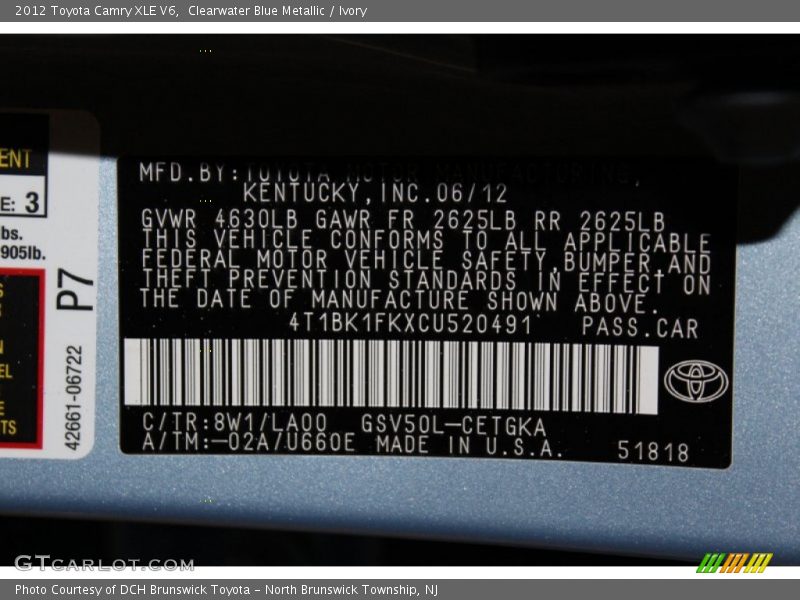 2012 Toyota Camry XLE V6, Clearwater Blue Metallic / Ivory
ENT
E: 3
bs.
905lb.
P7
42661-06722
EL
E
TS
MFD.BY:TOYOTA MOTOR MANUFACTURING,
KENTUCKY,INC.06/12
GVWR 4630LB GAWR FR 2625LB RR 2625LB
THIS VEHICLE CONFORMS TO ALL APPLICABLE
FEDERAL MOTOR VEHICLE SAFETY,BUMPER,AND
THEFT PREVENTION STANDARDS IN EFFECT ON
THE DATE OF MANUFACTURE SHOWN ABOVE.
4T1BK1FKXCU520491 PASS.CAR
C/TR:8W1/LA00 GSV50L-CETGKA
A/TM:-02A/U660E MADE IN U.S.A. 51818
GTcarlot.com
Photo Courtesy of DCH Brunswick Toyota - North Brunswick Township, NJ